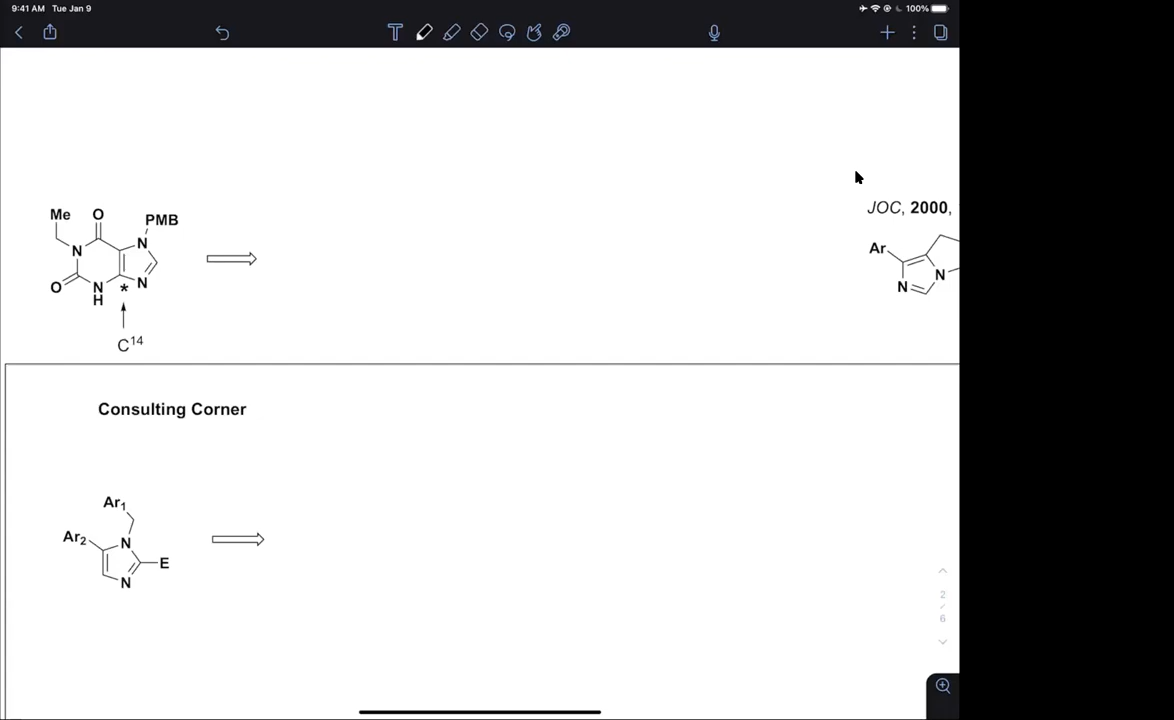 9:41 AM Tue Jan 9
100%
T
JOC, 2000,
Me
O
PMB
N
N
O
N
H
*
N
C14
Ar
N
N
Consulting Corner
Ar1
Ar2
N
E
N
2
/
6